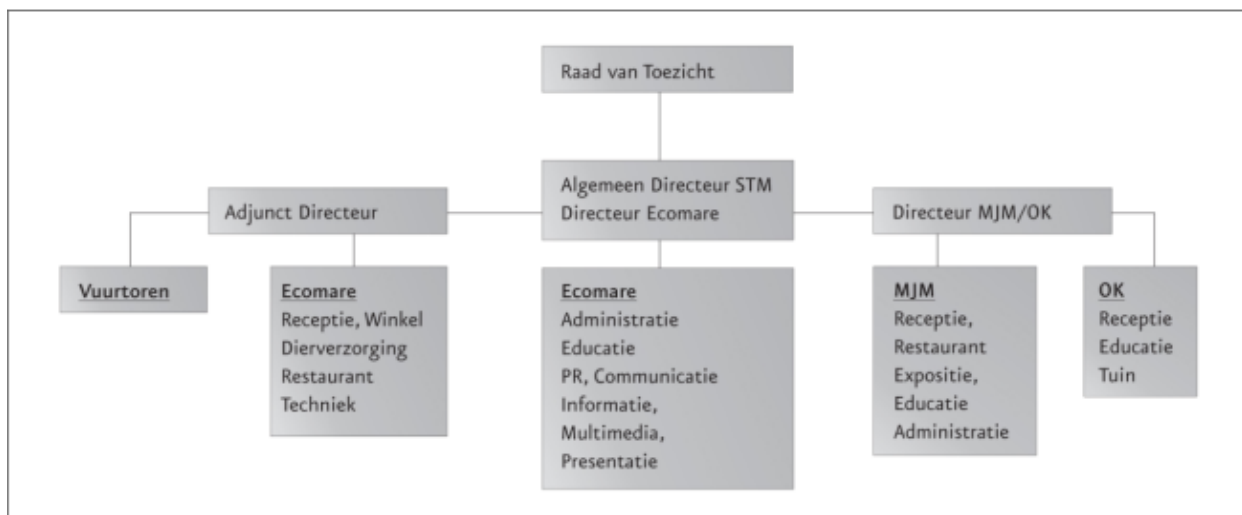 Raad van Toezicht
Algemeen Directeur STM
Directeur Ecomare
Adjunct Directeur
Directeur MJM/OK
Vuurtoren
Ecomare
Receptie, Winkel
Dierverzorging
Restaurant
Techniek
Ecomare
Administratie
Educatie
PR, Communicatie
Informatie,
Multimedia,
Presentatie
MJM
Receptie,
Restaurant
Expositie,
Educatie
Administratie
OK
Receptie
Educatie
Tuin